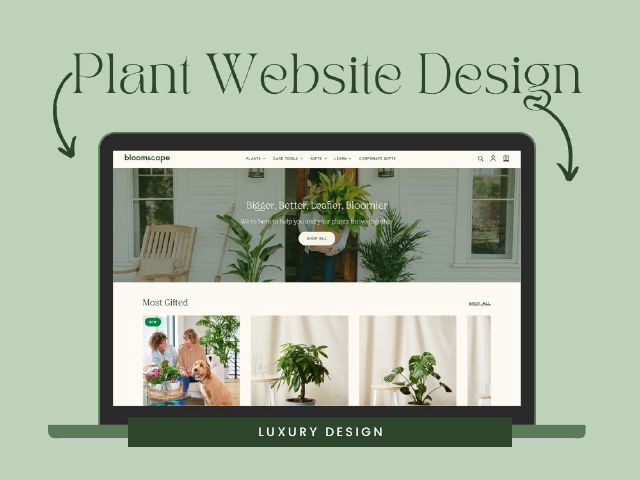 Plant Website Design
bloomscape
PLANTS CARE TOOLS GIFTS LEARN CORPORATE GIFTS
Bigger, Better, Leafier, Bloomier
We're here to help you and your plants thrive together
SHOP ALL
Most Gifted
SHOP ALL
NEW
LUXURY DESIGN